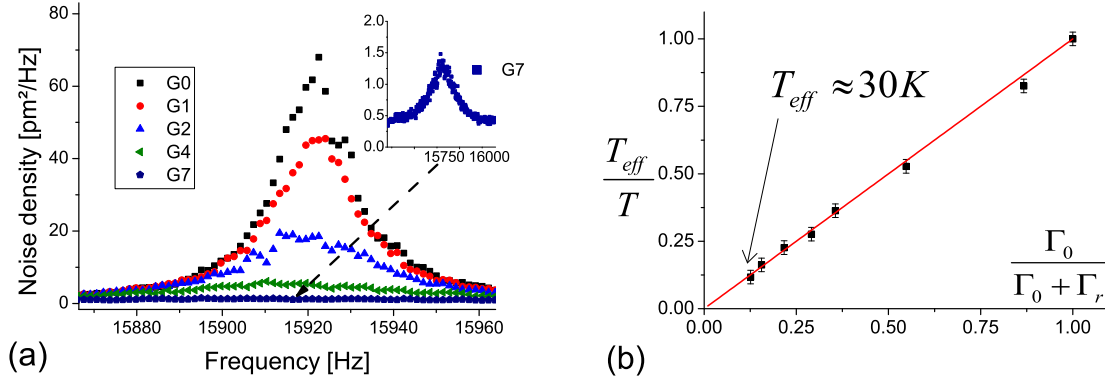 80
60
40
20
0
Noise density [pm²/Hz]
G0
G1
G2
G4
G7
2.0
1.5
1.0
0.5
0.0
15750 16000
G7
15880 15900 15920 15940 15960
Frequency [Hz]
(a)
1.00
0.75
0.50
0.25
0.00
T_eff / T
T_eff ≈ 30K
Γ₀ / (Γ₀ + Γ_r)
0.00 0.25 0.50 0.75 1.00
(b)